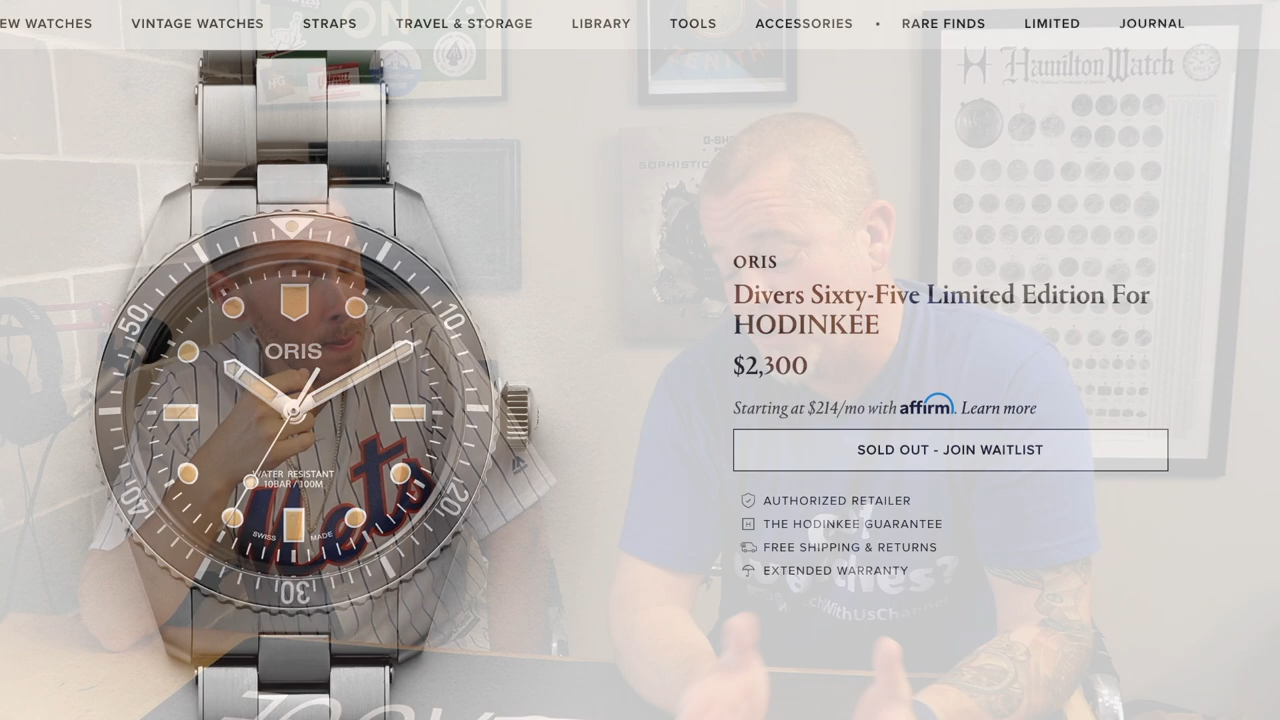 EW WATCHES VINTAGE WATCHES STRAPS TRAVEL & STORAGE LIBRARY TOOLS ACCESSORIES • RARE FINDS LIMITED JOURNAL
Hamilton Watch
ZENITH
G-SH
SOPHISTIC
50
10
ORIS
WATER RESISTANT
10BAR / 100M
40
20
SWISS MADE
30
Mets
ORIS
Divers Sixty-Five Limited Edition For
HODINKEE
$2,300
Starting at $214/mo with affirm. Learn more
SOLD OUT - JOIN WAITLIST
AUTHORIZED RETAILER
THE HODINKEE GUARANTEE
FREE SHIPPING & RETURNS
EXTENDED WARRANTY